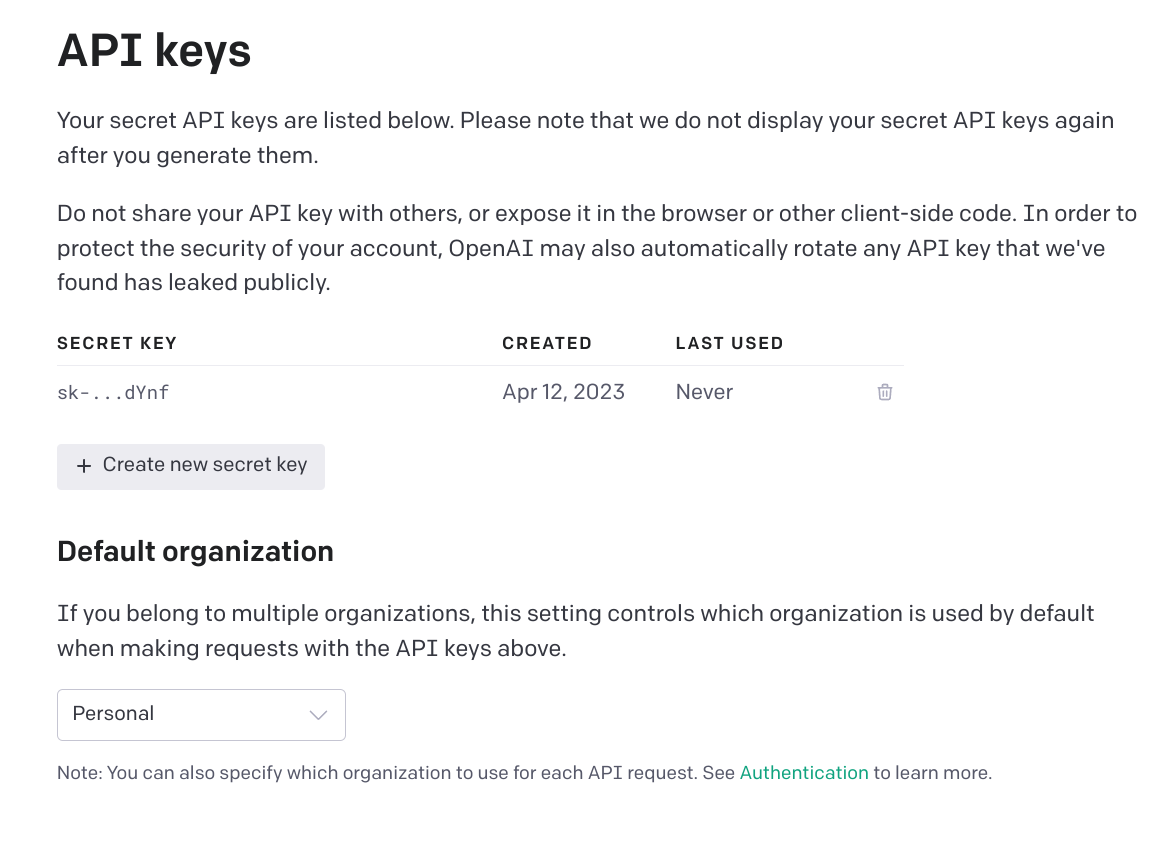 API keys
Your secret API keys are listed below. Please note that we do not display your secret API keys again
after you generate them.
Do not share your API key with others, or expose it in the browser or other client-side code. In order to
protect the security of your account, OpenAI may also automatically rotate any API key that we've
found has leaked publicly.
SECRET KEY CREATED LAST USED
sk-...dYnf Apr 12, 2023 Never
+ Create new secret key
Default organization
If you belong to multiple organizations, this setting controls which organization is used by default
when making requests with the API keys above.
Personal
Note: You can also specify which organization to use for each API request. See Authentication to learn more.